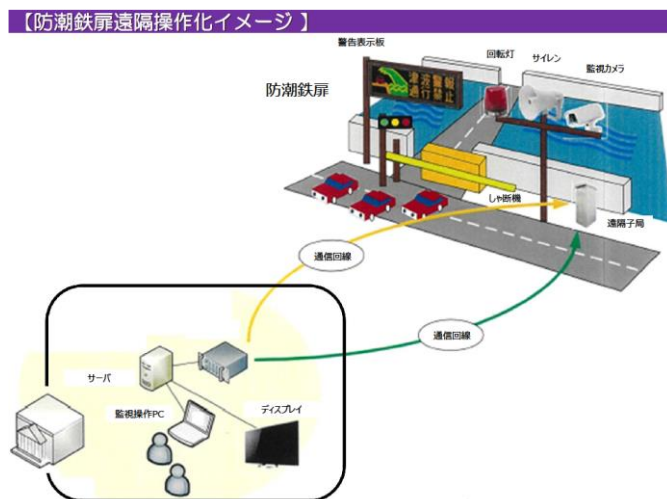 【防潮鉄扉遠隔操作化イメージ 】
警告表示板
回転灯
サイレン
監視カメラ
防潮鉄扉
津波警報
通行禁止
しゃ断機
遠隔子局
通信回線
通信回線
サーバ
監視操作PC
ディスプレイ